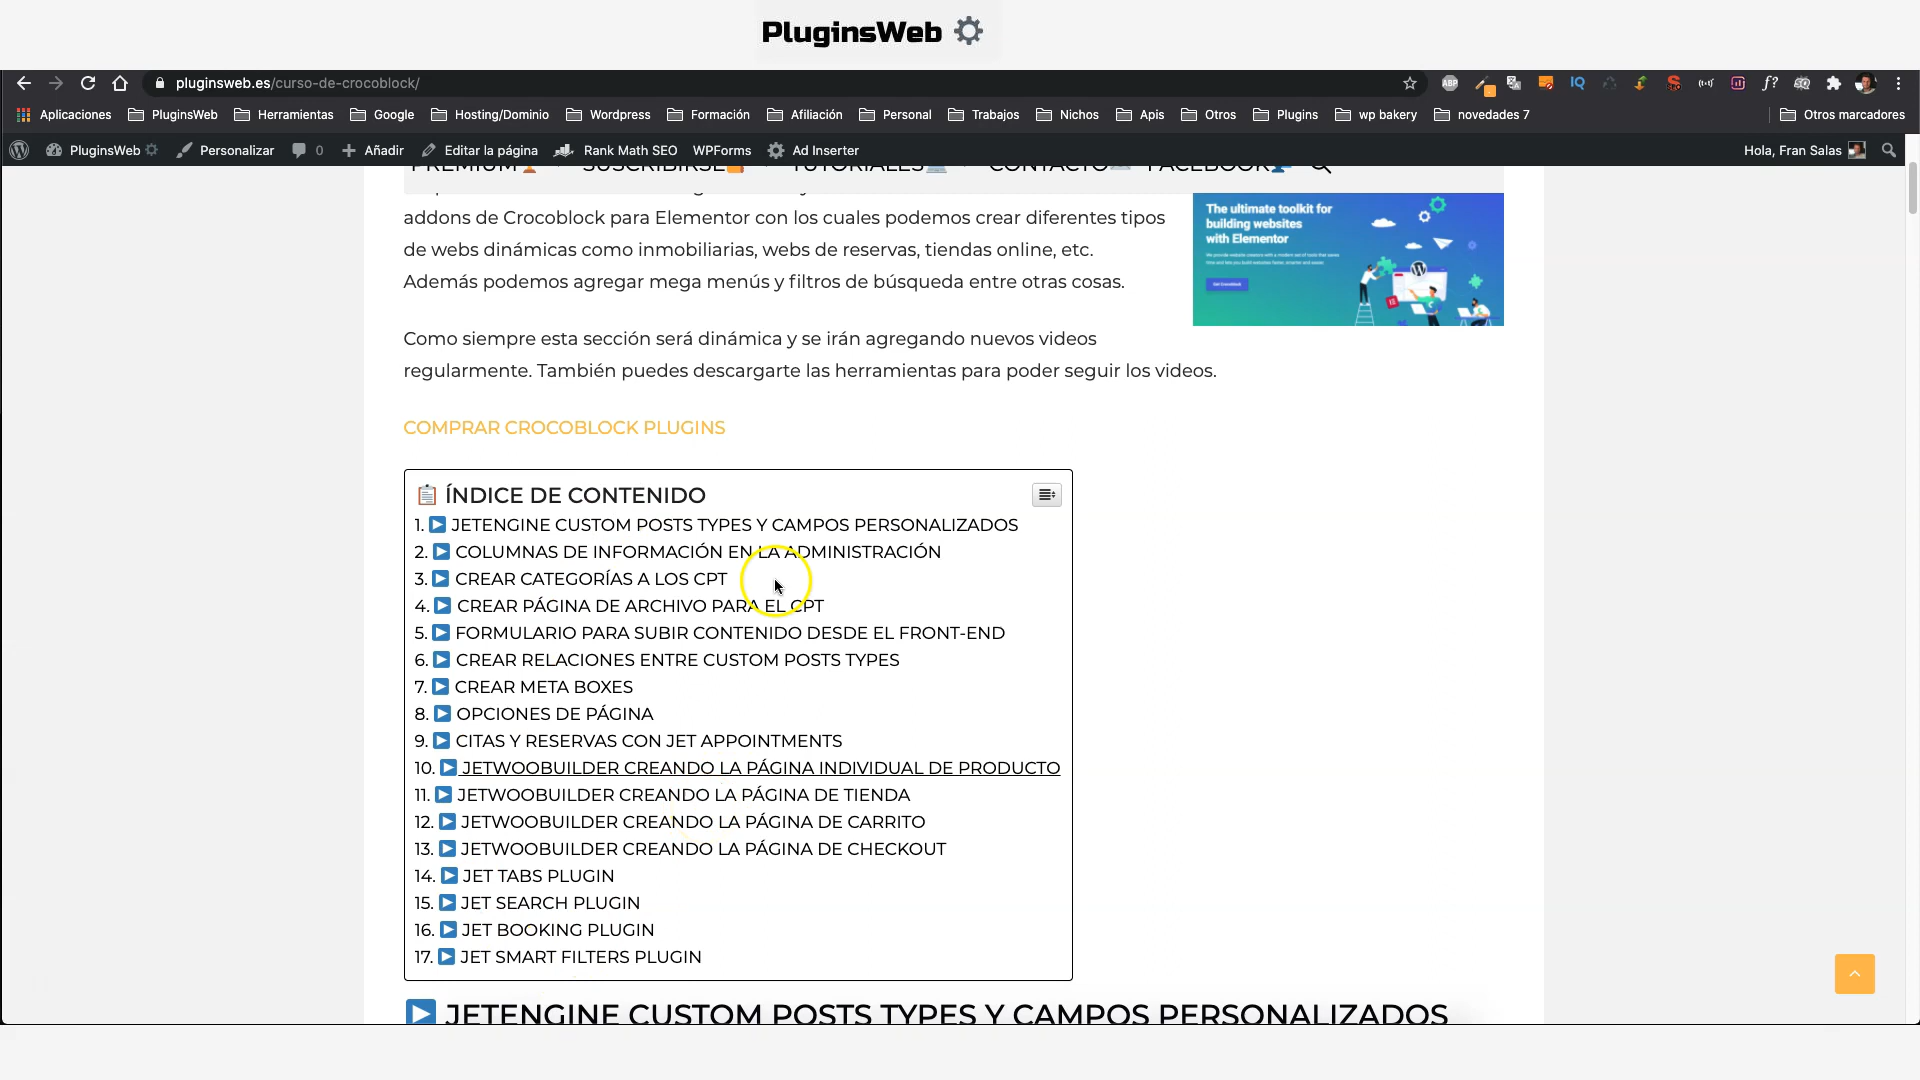 PluginsWeb
pluginsweb.es/curso-de-crocoblock/
Aplicaciones PluginsWeb Herramientas Google Hosting/Dominio Wordpress Formación Afiliación Personal Trabajos Nichos Apis Otros Plugins wp bakery novedades 7 Otros marcadores
PluginsWeb Personalizar 0 Añadir Editar la página Rank Math SEO WPForms Ad Inserter Hola, Fran Salas
PREMIUM SUSCRIBIRSE TUTORIALES CONTACTO FACEBOOK
addons de Crocoblock para Elementor con los cuales podemos crear diferentes tipos
de webs dinámicas como inmobiliarias, webs de reservas, tiendas online, etc.
Además podemos agregar mega menús y filtros de búsqueda entre otras cosas.
The ultimate toolkit for
building websites
with Elementor
Como siempre esta sección será dinámica y se irán agregando nuevos videos
regularmente. También puedes descargarte las herramientas para poder seguir los videos.
COMPRAR CROCOBLOCK PLUGINS
ÍNDICE DE CONTENIDO
1. JETENGINE CUSTOM POSTS TYPES Y CAMPOS PERSONALIZADOS
2. COLUMNAS DE INFORMACIÓN EN LA ADMINISTRACIÓN
3. CREAR CATEGORÍAS A LOS CPT
4. CREAR PÁGINA DE ARCHIVO PARA EL CPT
5. FORMULARIO PARA SUBIR CONTENIDO DESDE EL FRONT-END
6. CREAR RELACIONES ENTRE CUSTOM POSTS TYPES
7. CREAR META BOXES
8. OPCIONES DE PÁGINA
9. CITAS Y RESERVAS CON JET APPOINTMENTS
10. JETWOOBUILDER CREANDO LA PÁGINA INDIVIDUAL DE PRODUCTO
11. JETWOOBUILDER CREANDO LA PÁGINA DE TIENDA
12. JETWOOBUILDER CREANDO LA PÁGINA DE CARRITO
13. JETWOOBUILDER CREANDO LA PÁGINA DE CHECKOUT
14. JET TABS PLUGIN
15. JET SEARCH PLUGIN
16. JET BOOKING PLUGIN
17. JET SMART FILTERS PLUGIN
JETENGINE CUSTOM POSTS TYPES Y CAMPOS PERSONALIZADOS